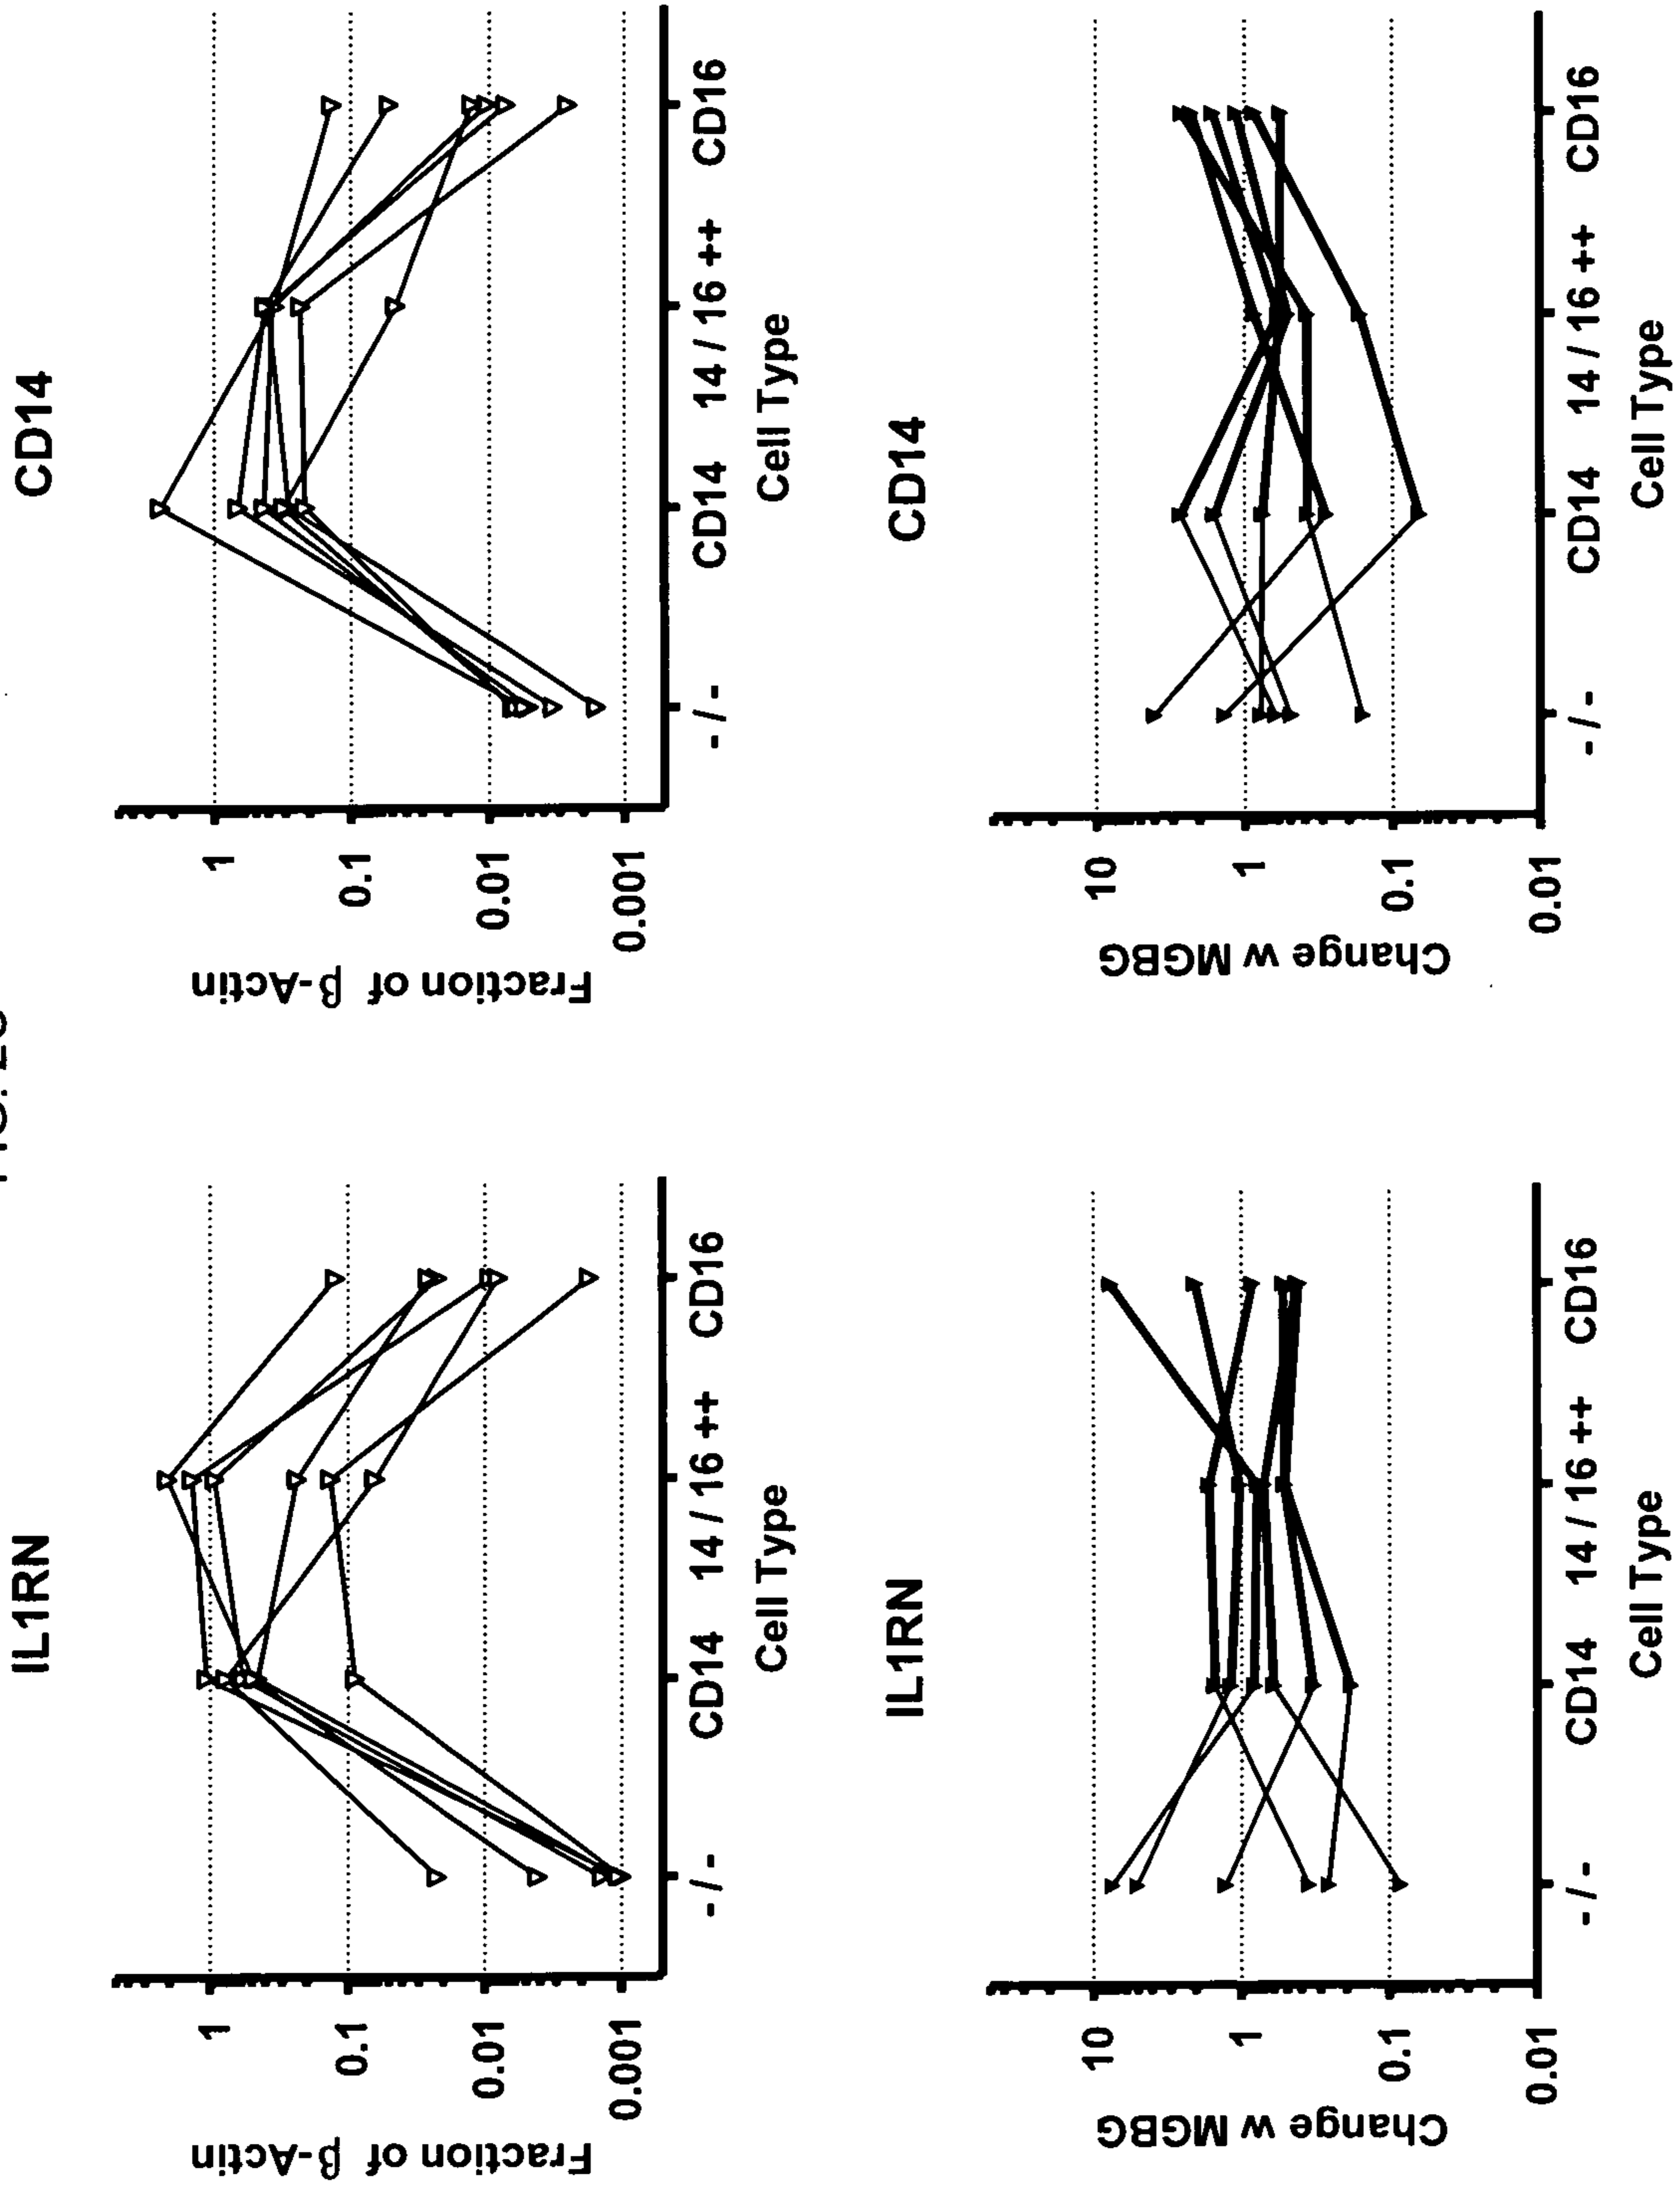 IL1RN
Fraction of β-Actin
1
0.1
0.01
0.001
-/- CD14 14 / 16 ++ CD16
Cell Type
CD14
Fraction of β-Actin
1
0.1
0.01
0.001
-/- CD14 14 / 16 ++ CD16
Cell Type
IL1RN
Change w MGBG
10
1
0.1
0.01
-/- CD14 14 / 16 ++ CD16
Cell Type
CD14
Change w MGBG
10
1
0.1
0.01
-/- CD14 14 / 16 ++ CD16
Cell Type